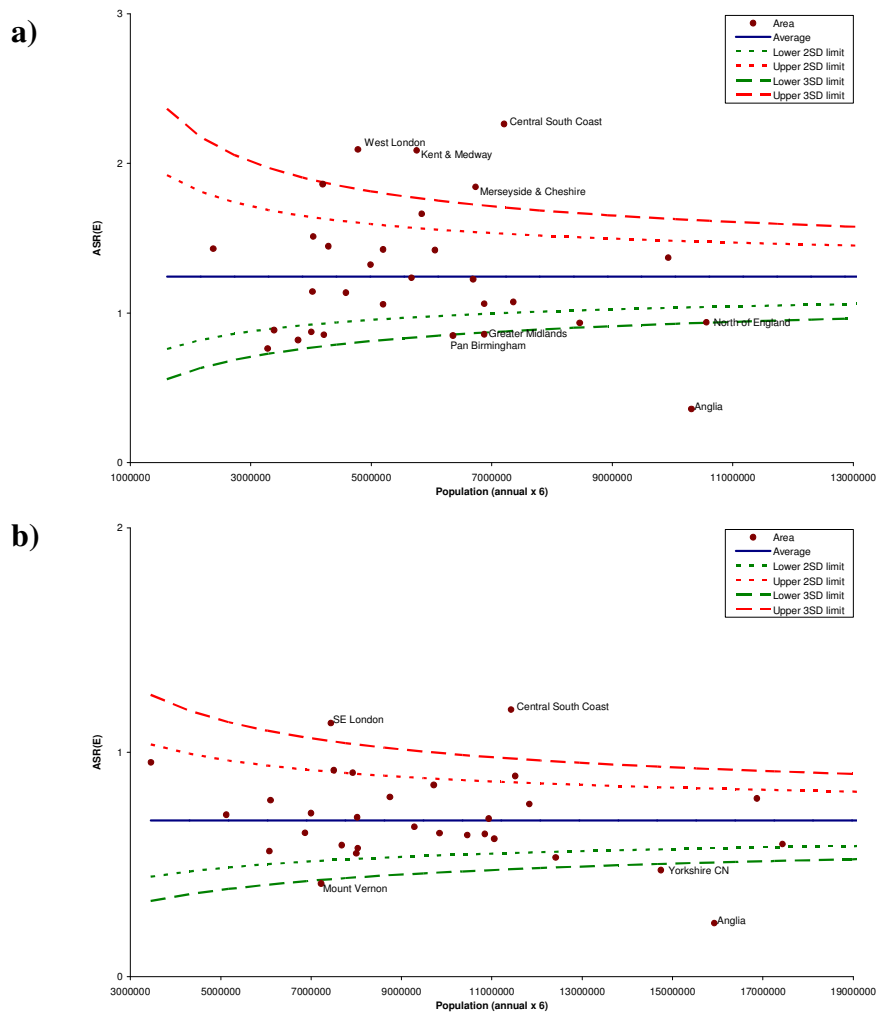 a)
3
2
1
0
ASR(E)
1000000 3000000 5000000 7000000 9000000 11000000 13000000
Population (annual x 6)
Area
Average
Lower 2SD limit
Upper 2SD limit
Lower 3SD limit
Upper 3SD limit
Central South Coast
West London
Kent & Medway
Merseyside & Cheshire
North of England
Greater Midlands
Pan Birmingham
Anglia
b)
2
1
0
ASR(E)
3000000 5000000 7000000 9000000 11000000 13000000 15000000 17000000 19000000
Population (annual x 6)
Area
Average
Lower 2SD limit
Upper 2SD limit
Lower 3SD limit
Upper 3SD limit
Central South Coast
SE London
Mount Vernon
Yorkshire CN
Anglia